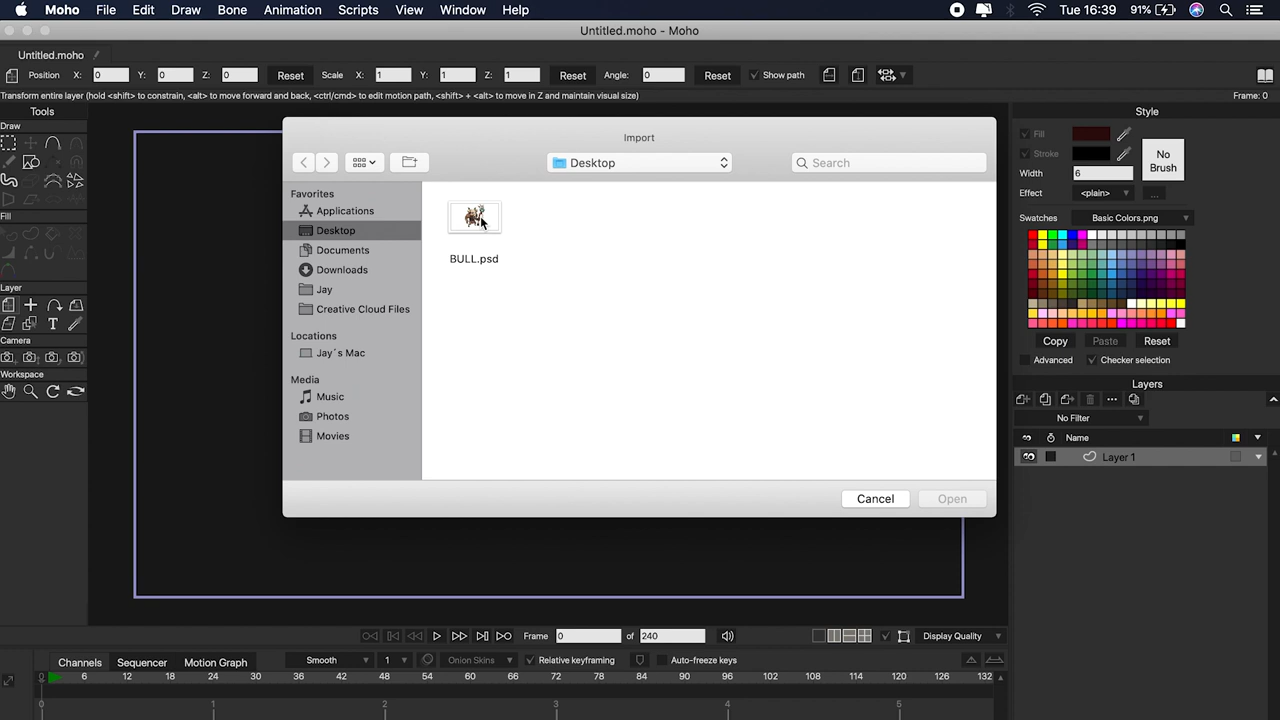 Moho File Edit Draw Bone Animation Scripts View Window Help Tue 16:39 91%
Untitled.moho - Moho
Untitled.moho
Position X: 0 Y: 0 Z: 0 Reset Scale X: 1 Y: 1 Z: 1 Reset Angle: 0 Reset Show path
Transform entire layer (hold <shift> to constrain, <alt> to move forward and back, <ctrl/cmd> to edit motion path, <shift> + <alt> to move in Z and maintain visual size) Frame: 0
Tools
Draw
Fill
Layer
Camera
Workspace
Import
Desktop
Search
Favorites
Applications
Desktop
Documents
Downloads
Jay
Creative Cloud Files
Locations
Jay´s Mac
Media
Music
Photos
Movies
BULL.psd
Cancel Open
Style
Fill
Stroke
Width 6
Effect <plain> ...
No Brush
Swatches Basic Colors.png
Copy Paste Reset
Advanced Checker selection
Layers
No Filter
Name
Layer 1
Frame 0 of 240 Display Quality
Channels Sequencer Motion Graph Smooth 1 Onion Skins Relative keyframing Auto-freeze keys
0 6 12 18 24 30 36 42 48 54 60 66 72 78 84 90 96 102 108 114 120 126 132
0 1 2 3 4 5